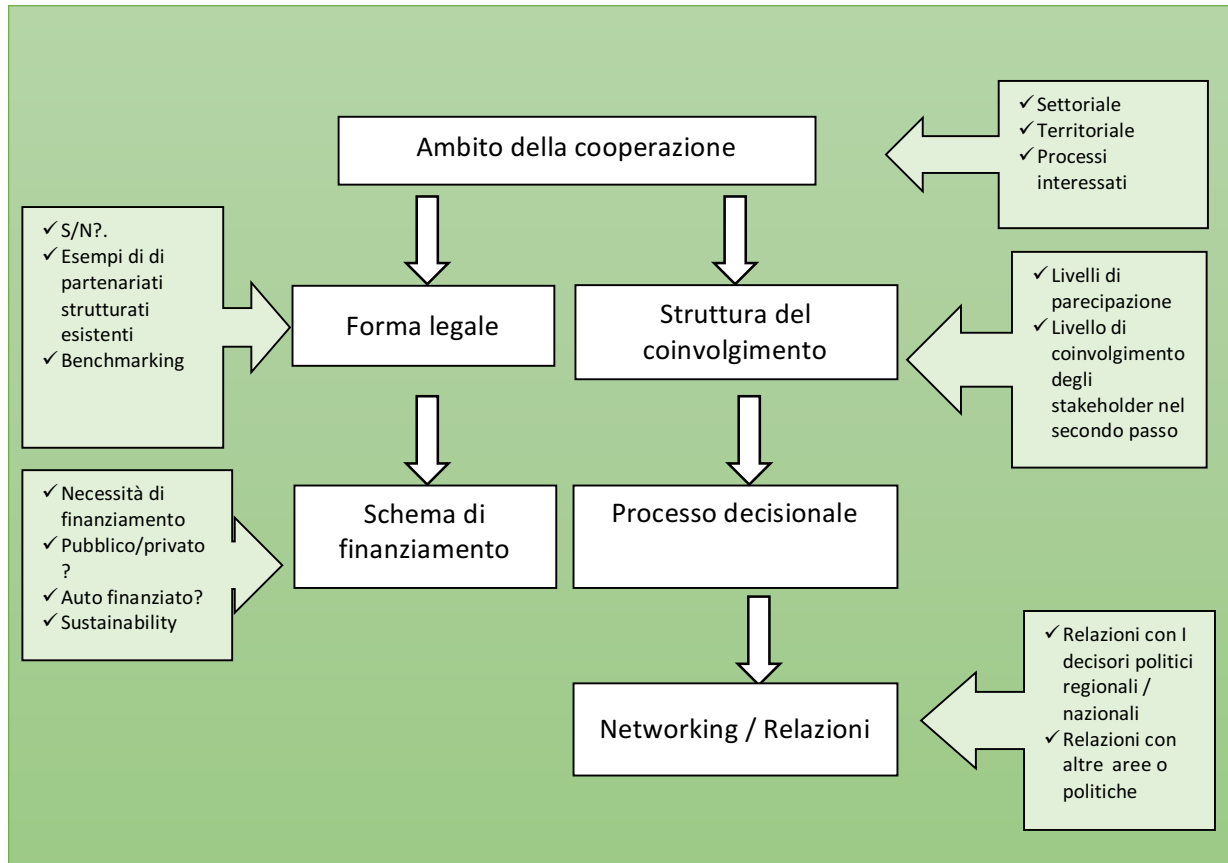 Ambito della cooperazione
✓ Settoriale
✓ Territoriale
✓ Processi
interessati
✓ S/N?.
✓ Esempi di di
partenariati
strutturati
esistenti
✓ Benchmarking
Forma legale
Struttura del
coinvolgimento
✓ Livelli di
parecipazione
✓ Livello di
coinvolgimento
degli
stakeholder nel
secondo passo
✓ Necessità di
finanziamento
✓ Pubblico/privato
?
✓ Auto finanziato?
✓ Sustainability
Schema di
finanziamento
Processo decisionale
Networking / Relazioni
✓ Relazioni con I
decisori politici
regionali /
nazionali
✓ Relazioni con
altre aree o
politiche